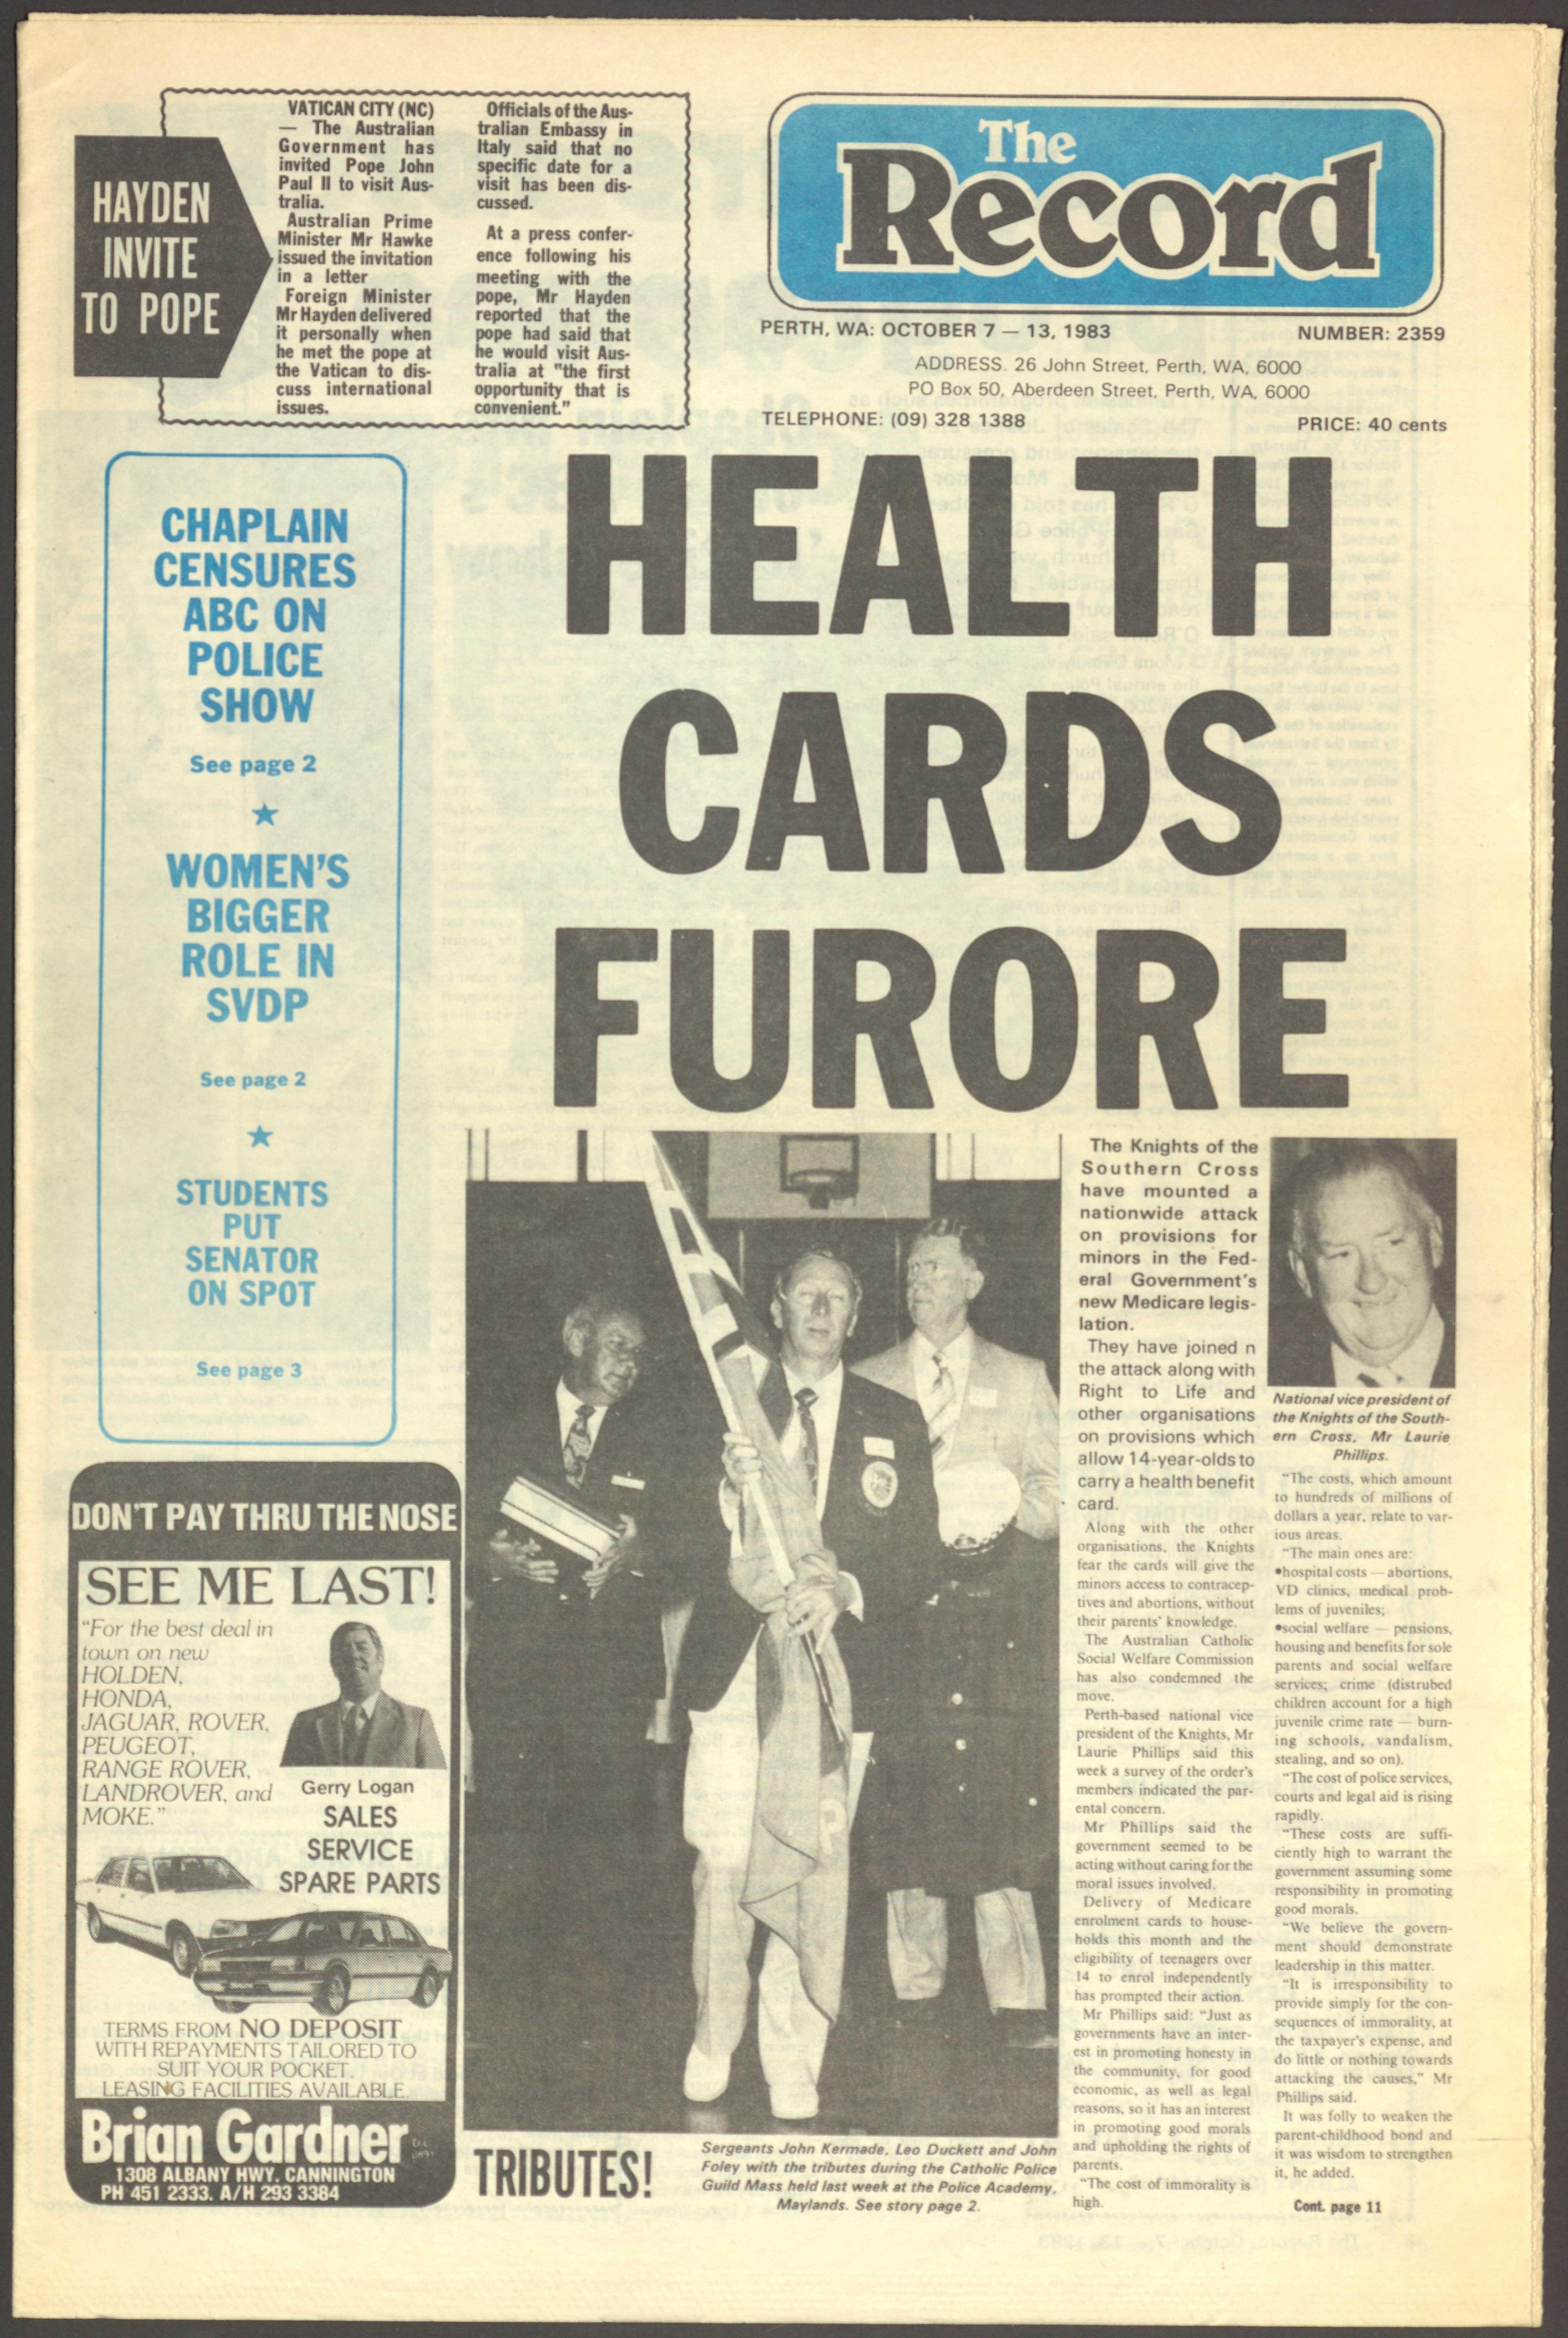 HAYDEN
INVITE
TO POPE
VATICAN CITY (NC)
— The Australian
Government has
invited Pope John
Paul II to visit Aus-
tralia.
Australian Prime
Minister Mr Hawke
issued the invitation
in a letter
Foreign Minister
Mr Hayden delivered
it personally when
he met the pope at
the Vatican to dis-
cuss international
issues.
Officials of the Aus-
tralian Embassy in
Italy said that no
specific date for a
visit has been dis-
cussed.
At a press confer-
ence following his
meeting with the
pope, Mr Hayden
reported that the
pope had said that
he would visit Aus-
tralia at "the first
opportunity that is
convenient."
The
Record
PERTH, WA: OCTOBER 7 — 13, 1983
NUMBER: 2359
ADDRESS. 26 John Street, Perth, WA, 6000
PO Box 50, Aberdeen Street, Perth, WA, 6000
TELEPHONE: (09) 328 1388
PRICE: 40 cents
CHAPLAIN
CENSURES
ABC ON
POLICE
SHOW
See page 2
★
WOMEN'S
BIGGER
ROLE IN
SVDP
See page 2
★
STUDENTS
PUT
SENATOR
ON SPOT
See page 3
HEALTH
CARDS
FURORE
The Knights of the
Southern Cross
have mounted a
nationwide attack
on provisions for
minors in the Fed-
eral Government's
new Medicare legis-
lation.
They have joined n
the attack along with
Right to Life and
other organisations
on provisions which
allow 14-year-olds to
carry a health benefit
card.
Along with the other
organisations, the Knights
fear the cards will give the
minors access to contracep-
tives and abortions, without
their parents' knowledge.
The Australian Catholic
Social Welfare Commission
has also condemned the
move.
Perth-based national vice
president of the Knights, Mr
Laurie Phillips said this
week a survey of the order's
members indicated the par-
ental concern.
Mr Phillips said the
government seemed to be
acting without caring for the
moral issues involved.
Delivery of Medicare
enrolment cards to house-
holds this month and the
eligibility of teenagers over
14 to enrol independently
has prompted their action.
Mr Phillips said: "Just as
governments have an inter-
est in promoting honesty in
the community, for good
economic, as well as legal
reasons, so it has an interest
in promoting good morals
and upholding the rights of
parents.
"The cost of immorality is
high.
National vice president of
the Knights of the South-
ern Cross, Mr Laurie
Phillips.
"The costs, which amount
to hundreds of millions of
dollars a year, relate to var-
ious areas.
"The main ones are:
●hospital costs — abortions,
VD clinics, medical prob-
lems of juveniles;
●social welfare — pensions,
housing and benefits for sole
parents and social welfare
services; crime (distrubed
children account for a high
juvenile crime rate — burn-
ing schools, vandalism,
stealing, and so on).
"The cost of police services,
courts and legal aid is rising
rapidly.
"These costs are suffi-
ciently high to warrant the
government assuming some
responsibility in promoting
good morals.
"We believe the govern-
ment should demonstrate
leadership in this matter.
"It is irresponsibility to
provide simply for the con-
sequences of immorality, at
the taxpayer's expense, and
do little or nothing towards
attacking the causes," Mr
Phillips said.
It was folly to weaken the
parent-childhood bond and
it was wisdom to strengthen
it, he added.
Cont. page 11
DON'T PAY THRU THE NOSE
SEE ME LAST!
"For the best deal in
town on new
HOLDEN,
HONDA,
JAGUAR, ROVER,
PEUGEOT,
RANGE ROVER,
LANDROVER, and
MOKE."
Gerry Logan
SALES
SERVICE
SPARE PARTS
TERMS FROM NO DEPOSIT
WITH REPAYMENTS TAILORED TO
SUIT YOUR POCKET.
LEASING FACILITIES AVAILABLE.
Brian Gardner
1308 ALBANY HWY. CANNINGTON
PH 451 2333. A/H 293 3384
TRIBUTES!
Sergeants John Kermade, Leo Duckett and John
Foley with the tributes during the Catholic Police
Guild Mass held last week at the Police Academy,
Maylands. See story page 2.